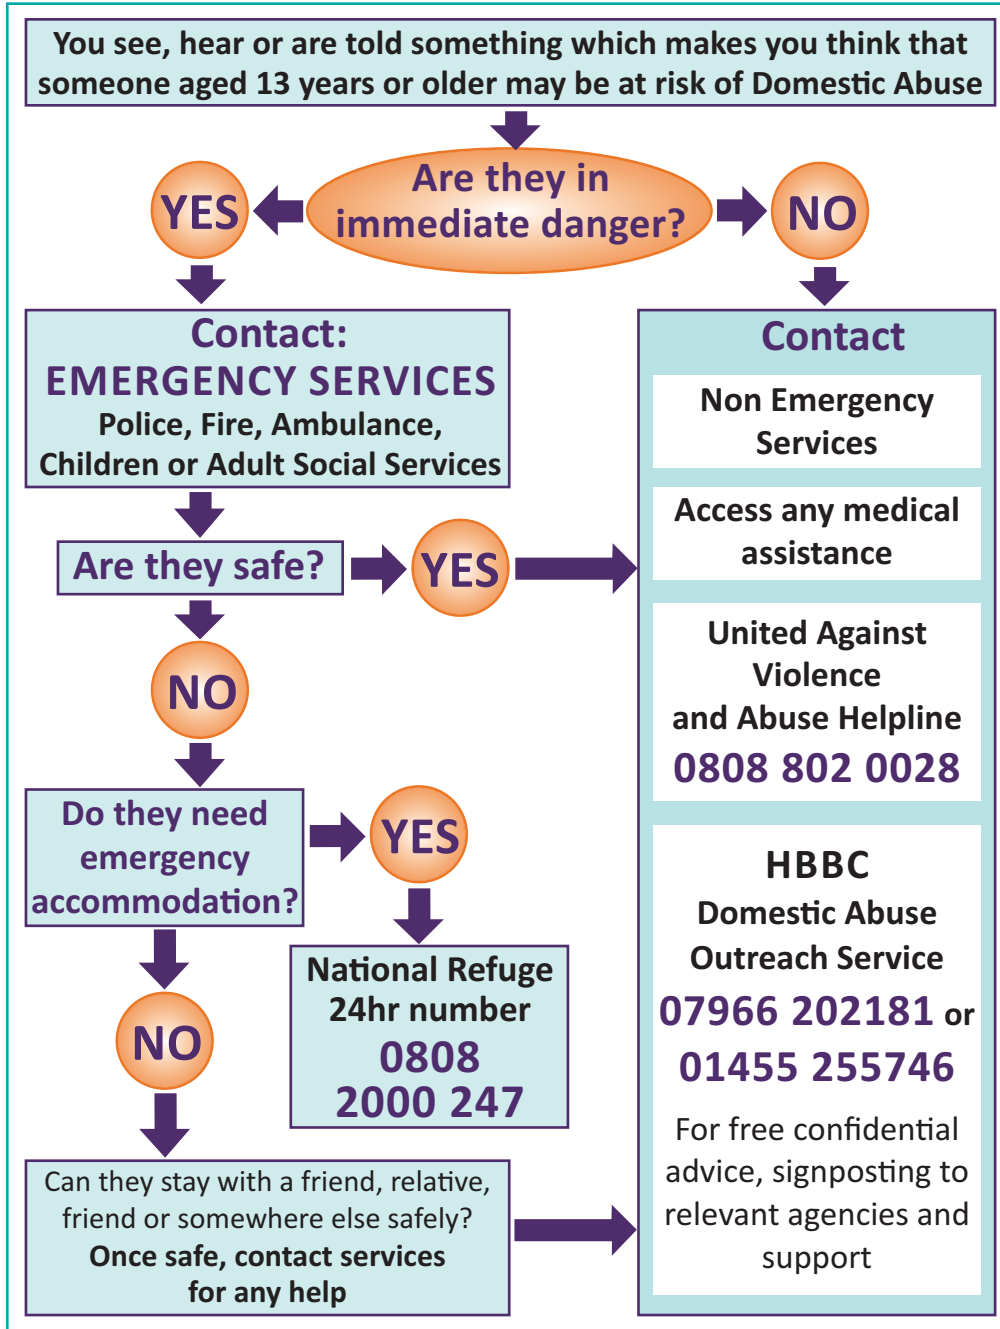 You see, hear or are told something which makes you think that
someone aged 13 years or older may be at risk of Domestic Abuse
Are they in
immediate danger?
YES
NO
Contact:
EMERGENCY SERVICES
Police, Fire, Ambulance,
Children or Adult Social Services
Are they safe?
YES
NO
Do they need
emergency
accommodation?
YES
National Refuge
24hr number
0808
2000 247
NO
Can they stay with a friend, relative,
friend or somewhere else safely?
Once safe, contact services
for any help
Contact
Non Emergency
Services
Access any medical
assistance
United Against
Violence
and Abuse Helpline
0808 802 0028
HBBC
Domestic Abuse
Outreach Service
07966 202181 or
01455 255746
For free confidential
advice, signposting to
relevant agencies and
support